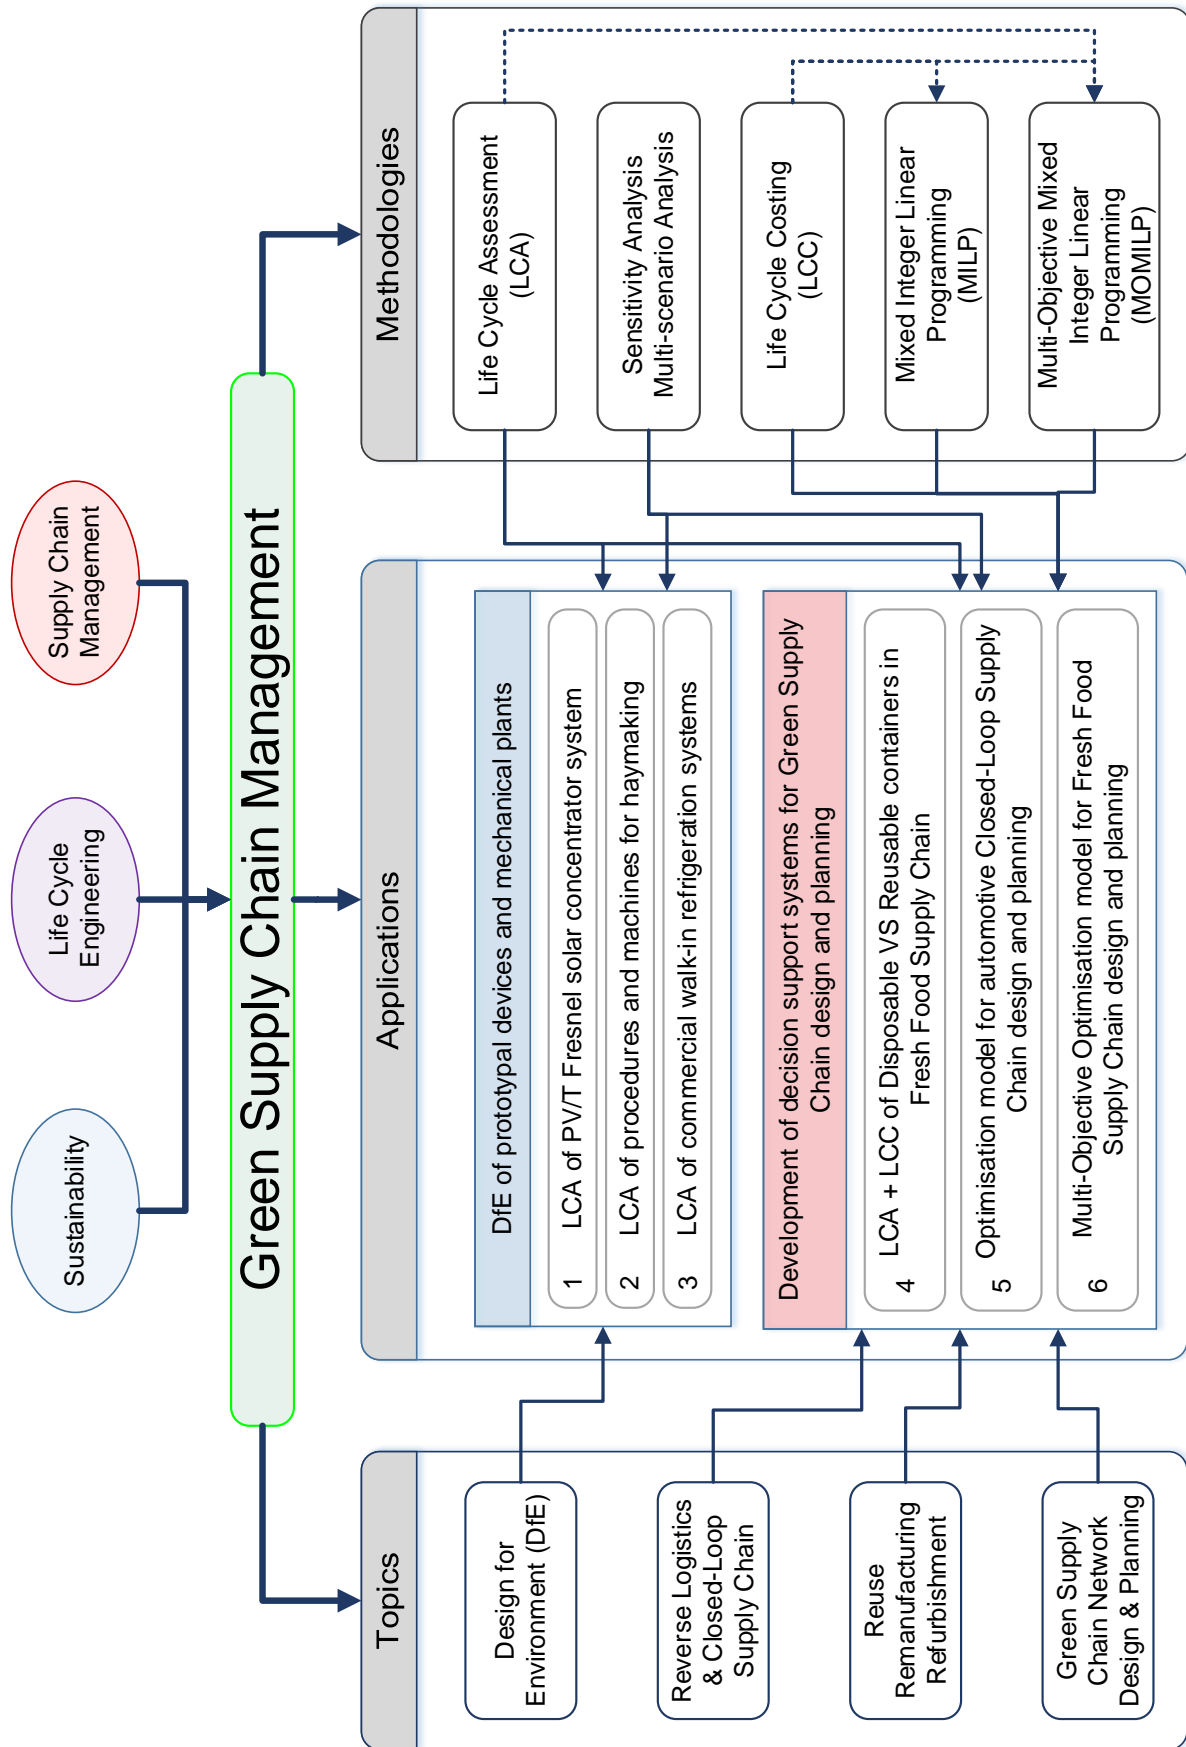 Sustainability
Life Cycle
Engineering
Supply Chain
Management
Green Supply Chain Management
Topics
Design for
Environment (DfE)
Reverse Logistics
& Closed-Loop
Supply Chain
Reuse
Remanufacturing
Refurbishment
Green Supply
Chain Network
Design & Planning
Applications
DfE of prototypal devices and mechanical plants
1 LCA of PV/T Fresnel solar concentrator system
2 LCA of procedures and machines for haymaking
3 LCA of commercial walk-in refrigeration systems
Development of decision support systems for Green Supply
Chain design and planning
4 LCA + LCC of Disposable VS Reusable containers in
Fresh Food Supply Chain
5 Optimisation model for automotive Closed-Loop Supply
Chain design and planning
6 Multi-Objective Optimisation model for Fresh Food
Supply Chain design and planning
Methodologies
Life Cycle Assessment
(LCA)
Sensitivity Analysis
Multi-scenario Analysis
Life Cycle Costing
(LCC)
Mixed Integer Linear
Programming
(MILP)
Multi-Objective Mixed
Integer Linear
Programming
(MOMILP)